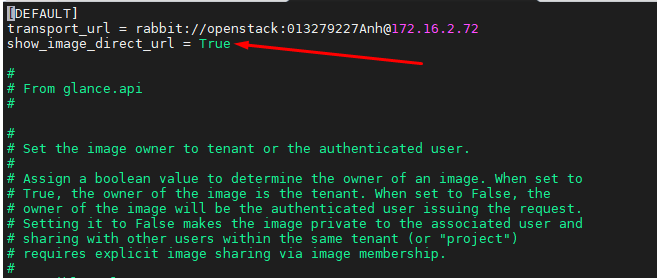 [DEFAULT]
transport_url = rabbit://openstack:013279227Anh@172.16.2.72
show_image_direct_url = True
#
# From glance.api
#
#
# Set the image owner to tenant or the authenticated user.
#
# Assign a boolean value to determine the owner of an image. When set to
# True, the owner of the image is the tenant. When set to False, the
# owner of the image will be the authenticated user issuing the request.
# Setting it to False makes the image private to the associated user and
# sharing with other users within the same tenant (or "project")
# requires explicit image sharing via image membership.
#